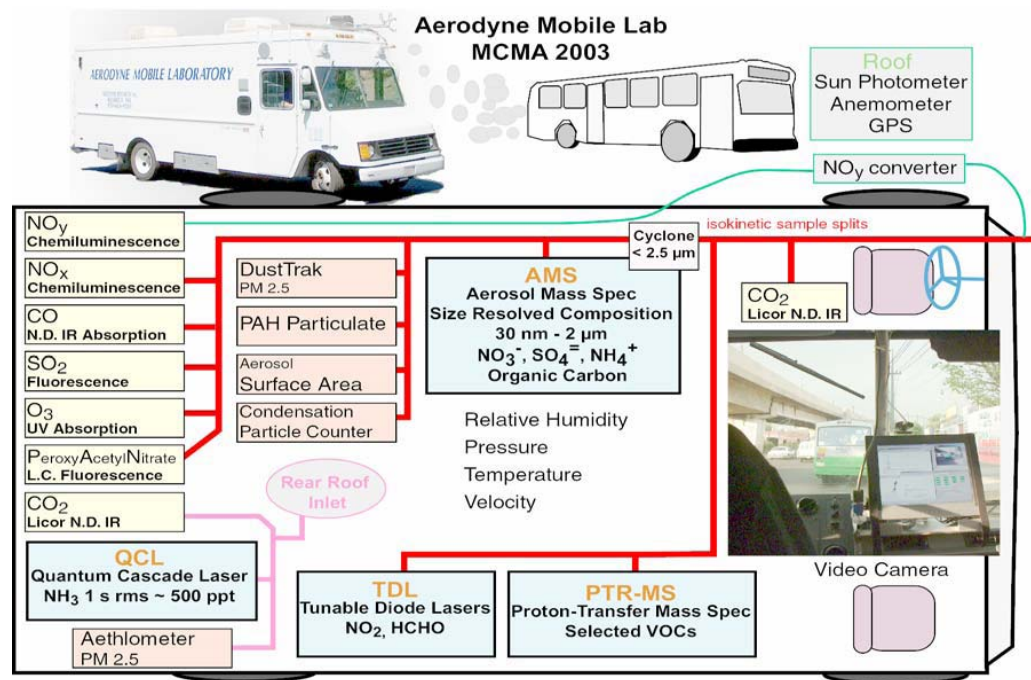 Aerodyne Mobile Lab
MCMA 2003
AERODYNE MOBILE LABORATORY
Roof
Sun Photometer
Anemometer
GPS
NOy converter
isokinetic sample splits
NOy
Chemiluminescence
NOx
Chemiluminescence
CO
N.D. IR Absorption
SO2
Fluorescence
O3
UV Absorption
PeroxyAcetylNitrate
L.C. Fluorescence
CO2
Licor N.D. IR
DustTrak
PM 2.5
PAH Particulate
Aerosol
Surface Area
Condensation
Particle Counter
Rear Roof
Inlet
Cyclone
< 2.5 µm
AMS
Aerosol Mass Spec
Size Resolved Composition
30 nm - 2 µm
NO3-, SO4=, NH4+
Organic Carbon
Relative Humidity
Pressure
Temperature
Velocity
CO2
Licor N.D. IR
Video Camera
QCL
Quantum Cascade Laser
NH3 1 s rms ~ 500 ppt
Aethlometer
PM 2.5
TDL
Tunable Diode Lasers
NO2, HCHO
PTR-MS
Proton-Transfer Mass Spec
Selected VOCs